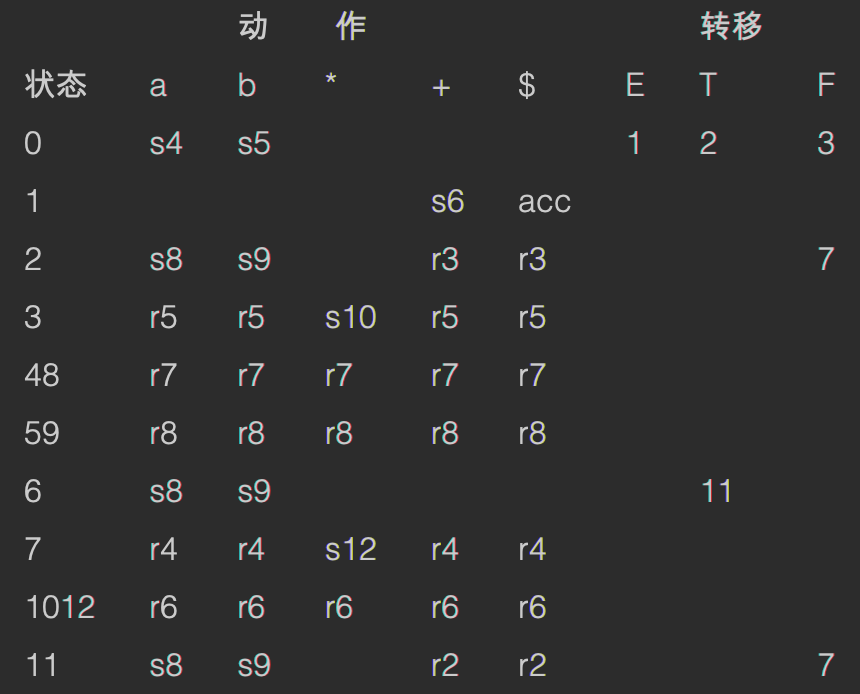 动 作 转移
状态 a b * + $ E T F
0 s4 s5 1 2 3
1 s6 acc
2 s8 s9 r3 r3 7
3 r5 r5 s10 r5 r5
48 r7 r7 r7 r7 r7
59 r8 r8 r8 r8 r8
6 s8 s9 11
7 r4 r4 s12 r4 r4
1012 r6 r6 r6 r6 r6
11 s8 s9 r2 r2 7